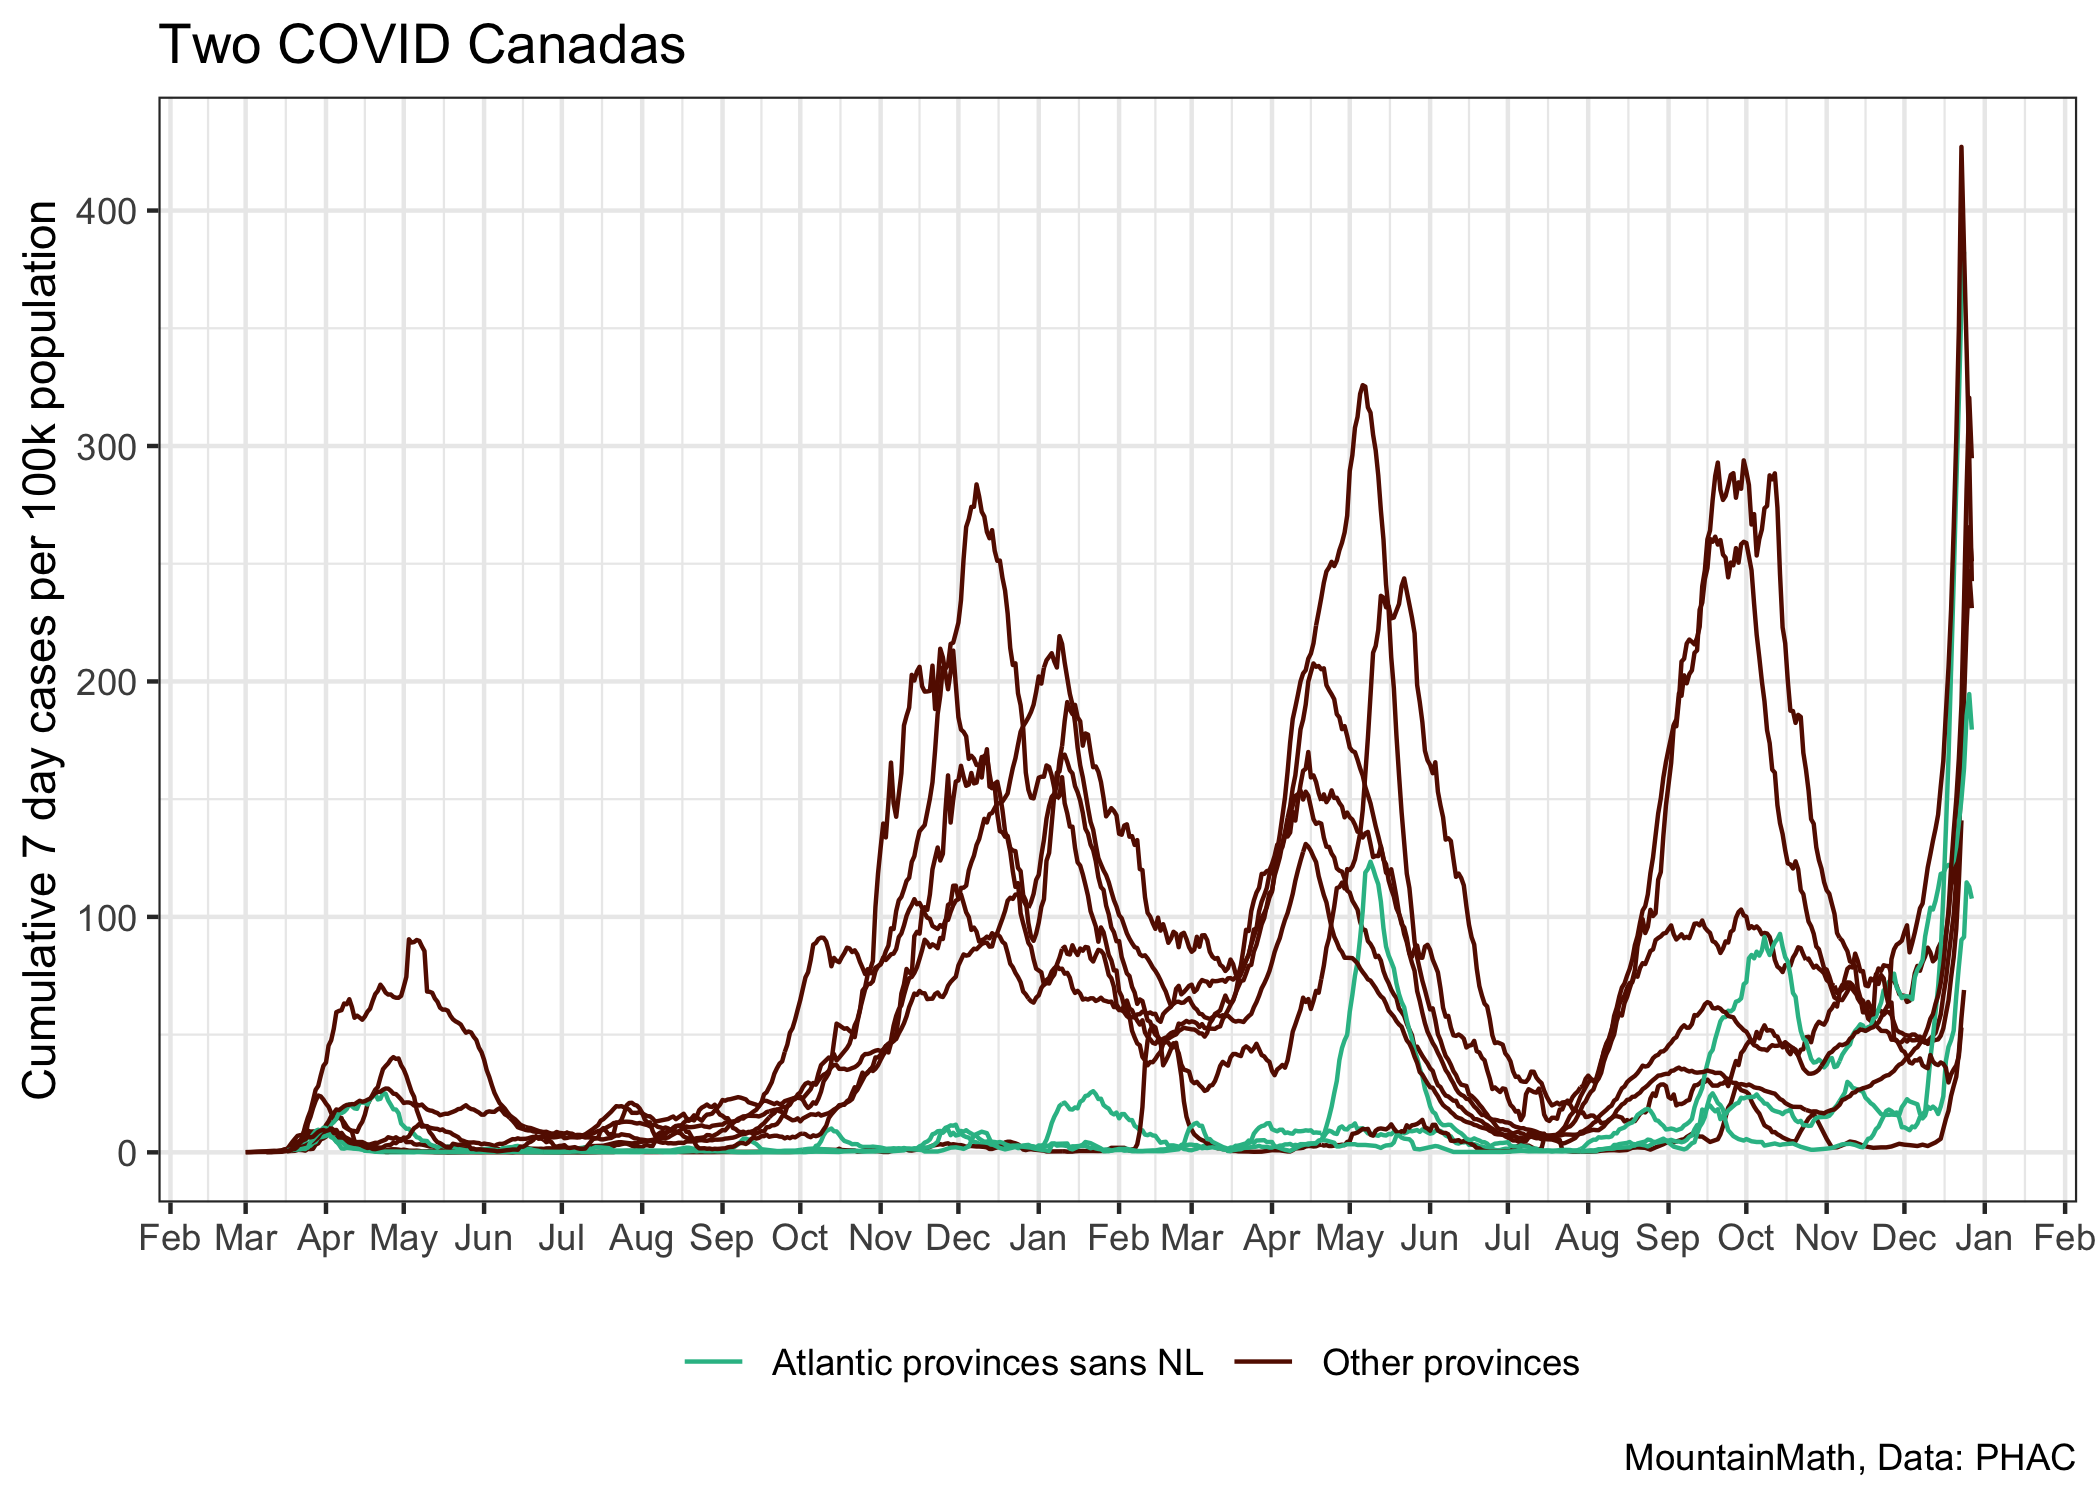 Two COVID Canadas
Cumulative 7 day cases per 100k population
400
300
200
100
0
Feb Mar Apr May Jun Jul Aug Sep Oct Nov Dec Jan Feb Mar Apr May Jun Jul Aug Sep Oct Nov Dec Jan Feb
Atlantic provinces sans NL Other provinces
MountainMath, Data: PHAC